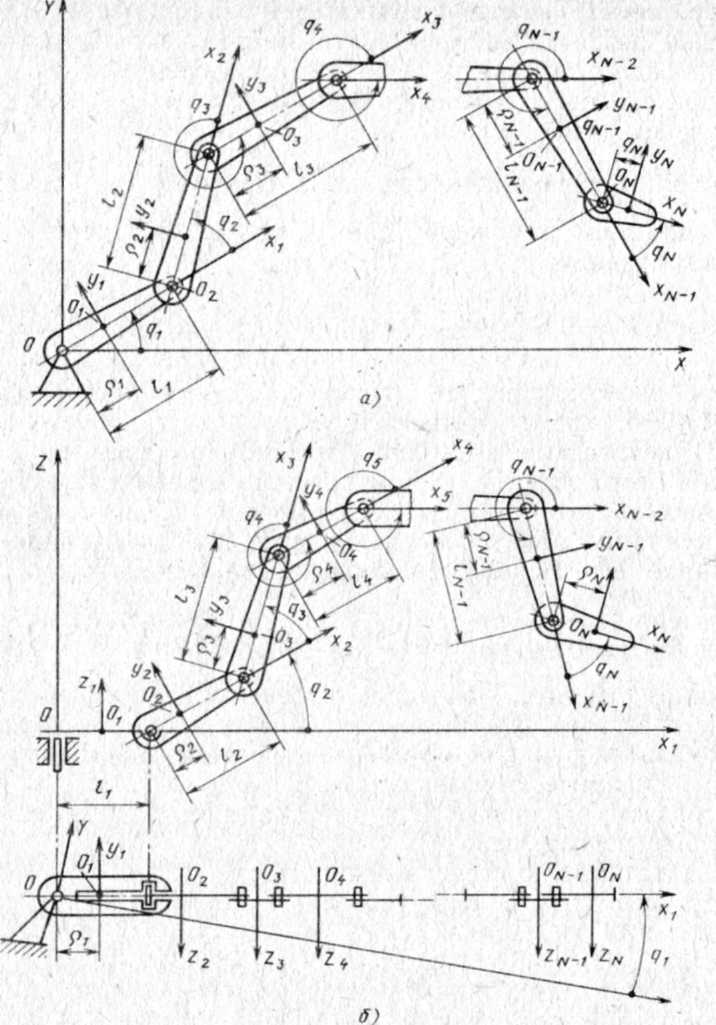 Y
q₄
x₃
x₄
x₂
q₃
y₃
O₃
ρ₃
l₃
l₂
y₂
ρ₂
q₂
x₁
O₂
y₁
O₁
q₁
O
ρ₁
l₁
X
qN-1
xN-2
yN-1
qN-1
ρN-1
lN-1
ON-1
qN
yN
ON
xN
qN
xN-1
а)
Z
x₃
q₅
x₄
x₅
q₄
y₄
O₄
ρ₄
l₄
l₃
y₃
ρ₃
q₃
O₃
x₂
q₂
y₂
O₂
ρ₂
l₂
z₁
O
O₁
x₁
qN-1
xN-2
yN-1
ρN-1
lN-1
ρN
ON
xN
qN
xN-1
l₁
Y
y₁
O
O₁
ρ₁
O₂
O₃
O₄
ON-1
ON
x₁
z₂
z₃
z₄
zN-1
zN
q₁
б)